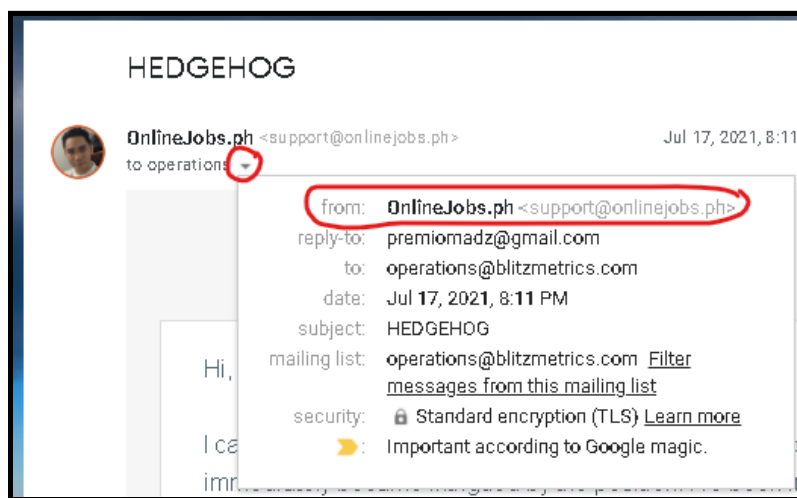 HEDGEHOG
OnlineJobs.ph <support@onlinejobs.ph> Jul 17, 2021, 8:11
to operations
from: OnlineJobs.ph <support@onlinejobs.ph>
reply-to: premiomadz@gmail.com
to: operations@blitzmetrics.com
date: Jul 17, 2021, 8:11 PM
subject: HEDGEHOG
Hi,
mailing list: operations@blitzmetrics.com Filter
messages from this mailing list
security: Standard encryption (TLS) Learn more
I ca
: Important according to Google magic.